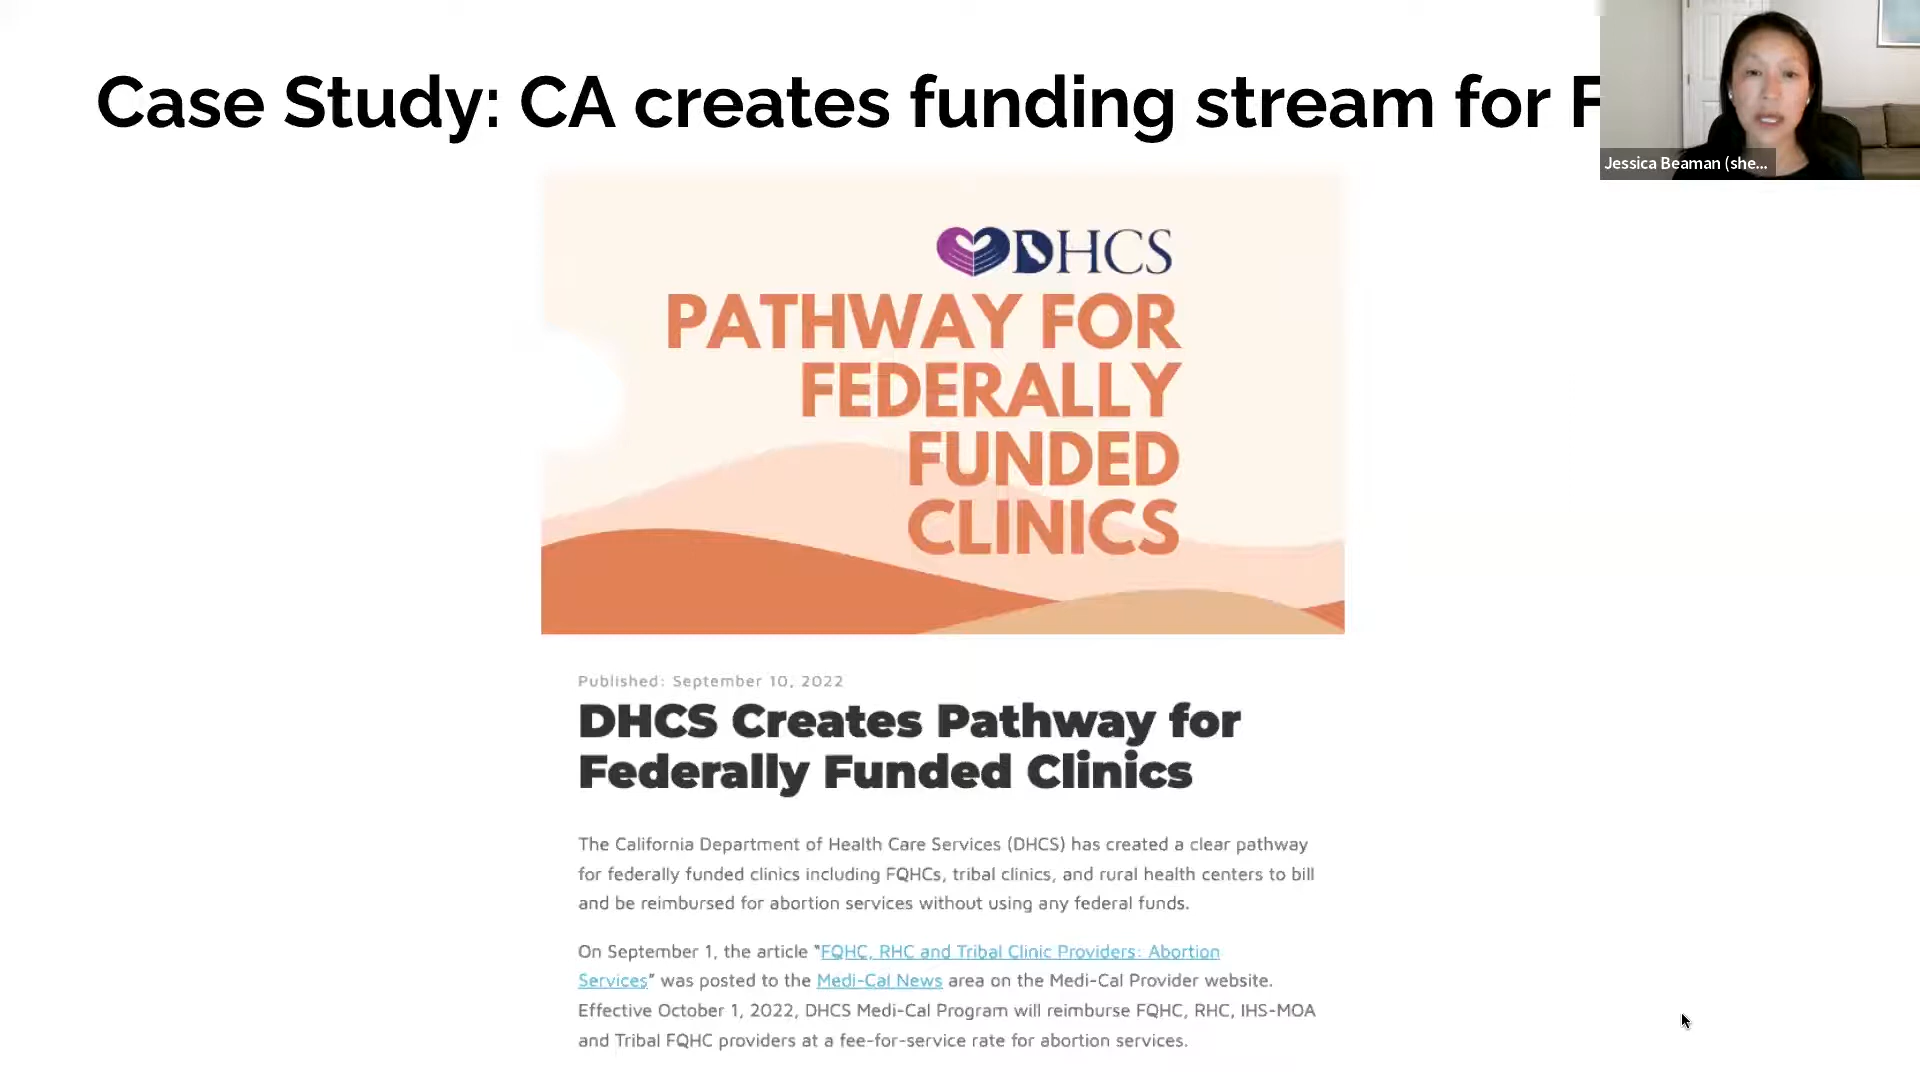 Case Study: CA creates funding stream for F
Jessica Beaman (she...
DHCS
PATHWAY FOR
FEDERALLY
FUNDED
CLINICS
Published: September 10, 2022
DHCS Creates Pathway for
Federally Funded Clinics
The California Department of Health Care Services (DHCS) has created a clear pathway
for federally funded clinics including FQHCs, tribal clinics, and rural health centers to bill
and be reimbursed for abortion services without using any federal funds.
On September 1, the article “FQHC, RHC and Tribal Clinic Providers: Abortion
Services” was posted to the Medi-Cal News area on the Medi-Cal Provider website.
Effective October 1, 2022, DHCS Medi-Cal Program will reimburse FQHC, RHC, IHS-MOA
and Tribal FQHC providers at a fee-for-service rate for abortion services.